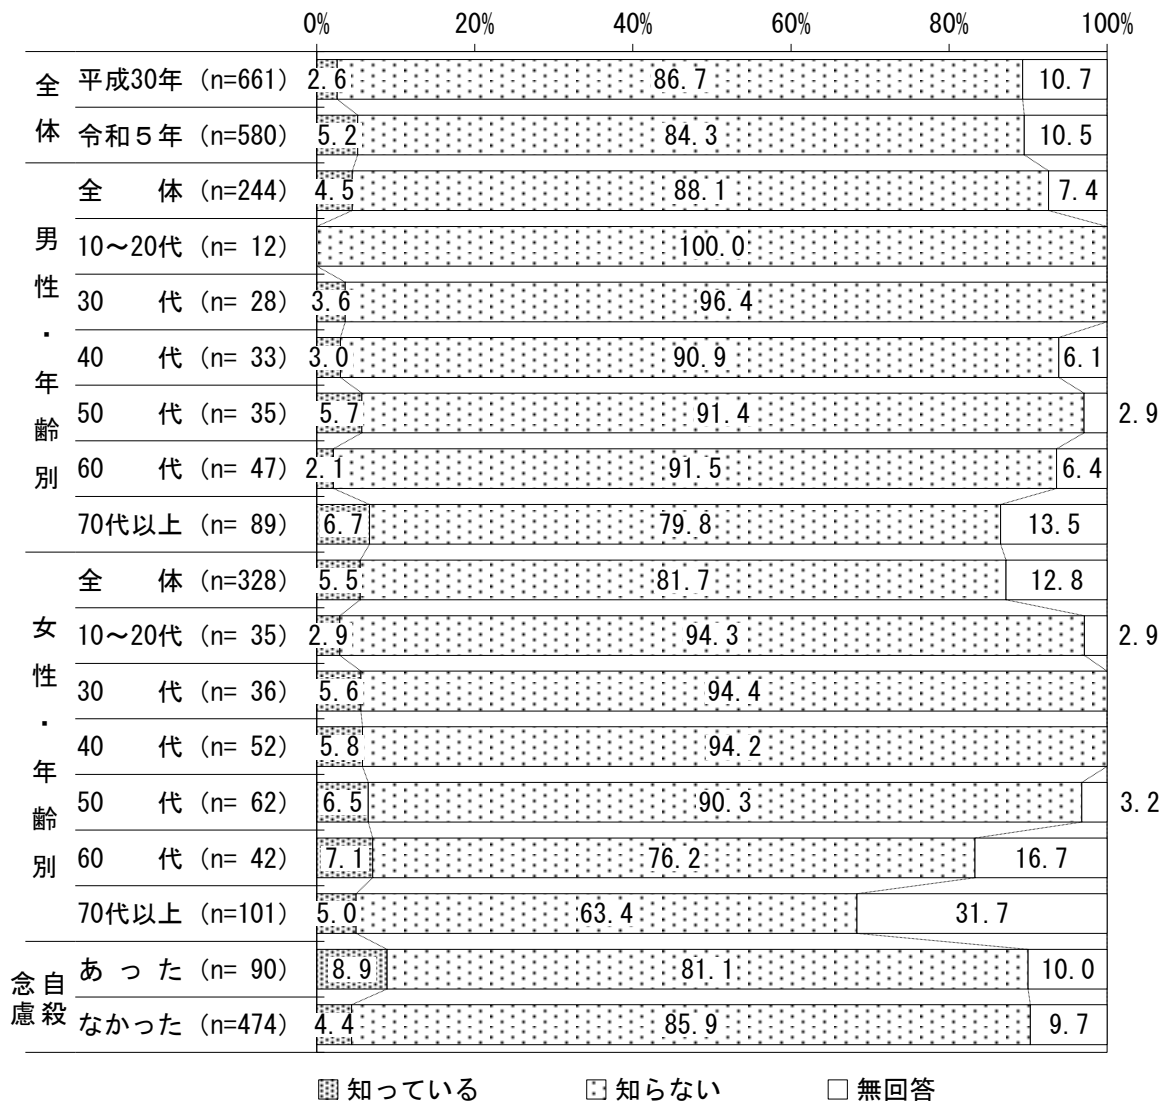 0% 20% 40% 60% 80% 100%
全体
平成30年 (n=661) 2.6 86.7 10.7
令和５年 (n=580) 5.2 84.3 10.5
男性・年齢別
全　　体 (n=244) 4.5 88.1 7.4
10～20代 (n= 12) 100.0
30　　代 (n= 28) 3.6 96.4
40　　代 (n= 33) 3.0 90.9 6.1
50　　代 (n= 35) 5.7 91.4 2.9
60　　代 (n= 47) 2.1 91.5 6.4
70代以上 (n= 89) 6.7 79.8 13.5
女性・年齢別
全　　体 (n=328) 5.5 81.7 12.8
10～20代 (n= 35) 2.9 94.3 2.9
30　　代 (n= 36) 5.6 94.4
40　　代 (n= 52) 5.8 94.2
50　　代 (n= 62) 6.5 90.3 3.2
60　　代 (n= 42) 7.1 76.2 16.7
70代以上 (n=101) 5.0 63.4 31.7
自殺念慮
あ っ た (n= 90) 8.9 81.1 10.0
なかった (n=474) 4.4 85.9 9.7
知っている 知らない 無回答